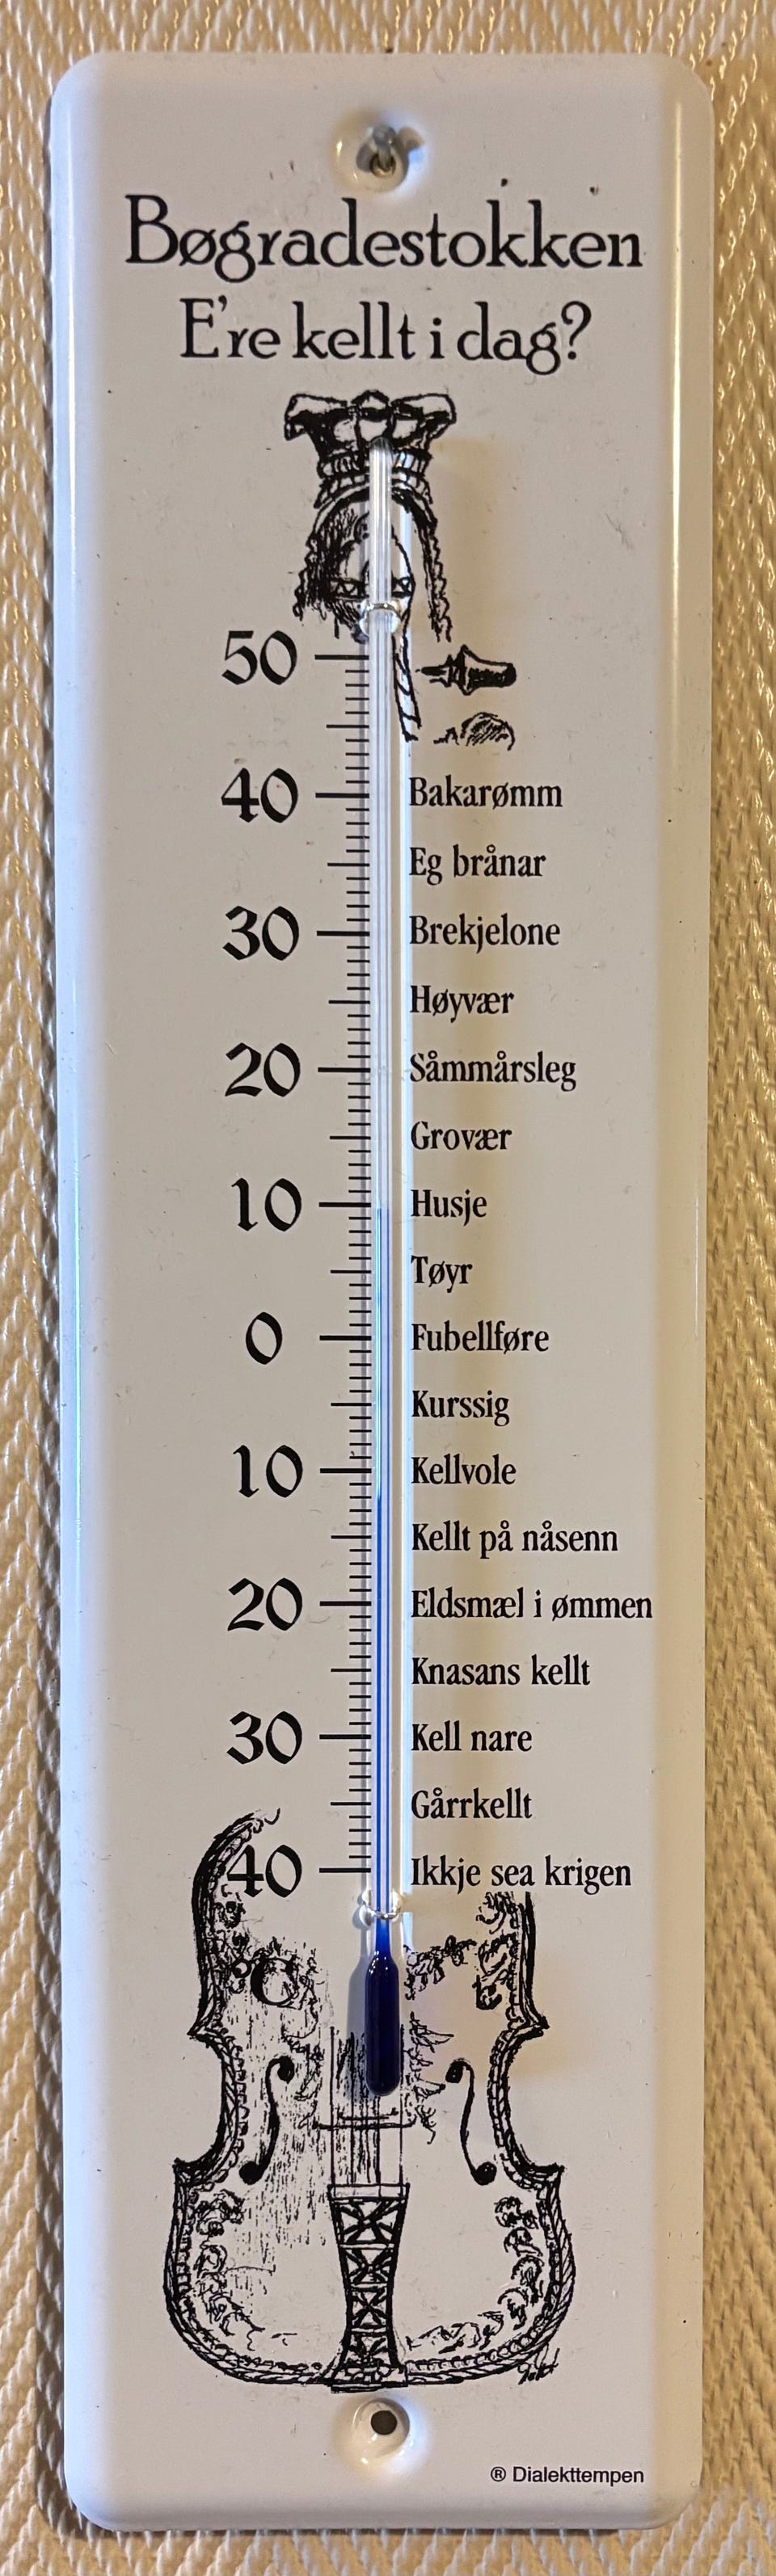 Bøgradestokken
E're kellt i dag?
50
40 Bakarømm
Eg brånar
30 Brekjelone
Høyvær
20 Såmmårsleg
Grovær
10 Husje
Tøyr
0 Fubellføre
Kurssig
10 Kellvole
Kellt på nåsenn
20 Eldsmæl i ømmen
Knasans kellt
30 Kell nare
Gårrkellt
40 Ikkje sea krigen
°C
® Dialekttempen